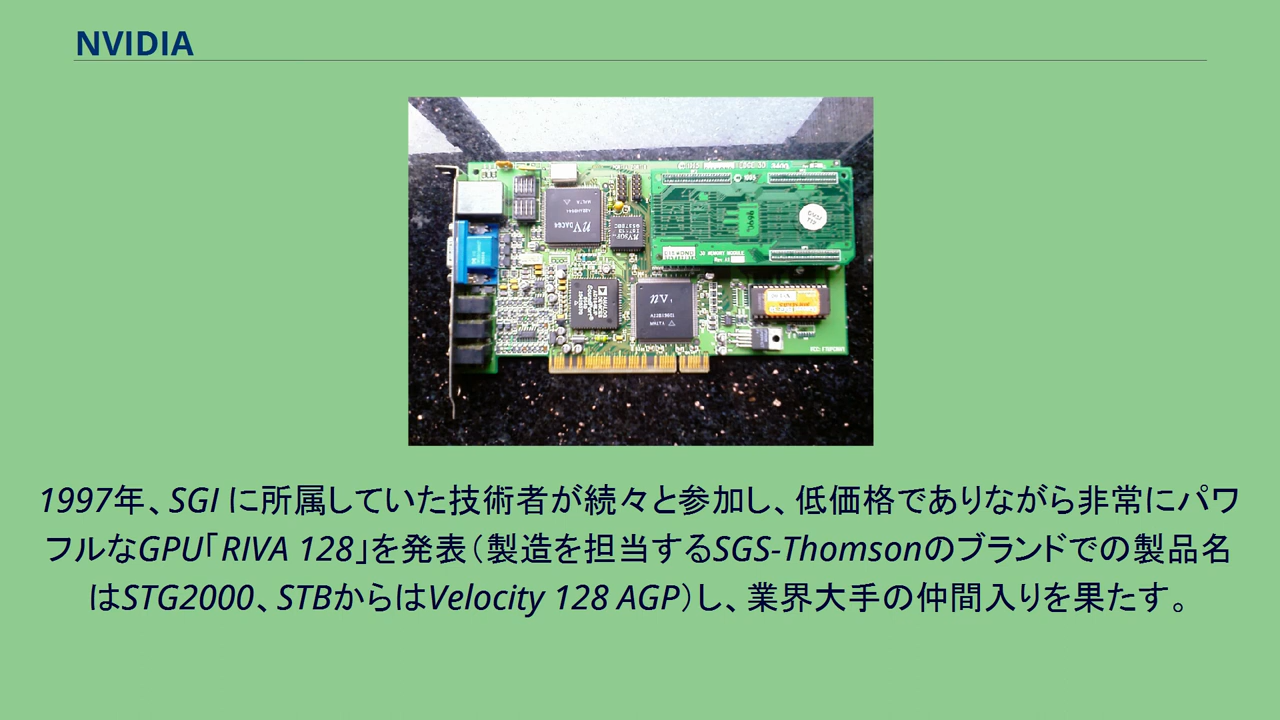 NVIDIA
nV
DAC64
nV
3D MEMORY MODULE
1997年、SGI に所属していた技術者が続々と参加し、低価格でありながら非常にパワ
フルなGPU「RIVA 128」を発表（製造を担当するSGS-Thomsonのブランドでの製品名
はSTG2000、STBからはVelocity 128 AGP）し、業界大手の仲間入りを果たす。